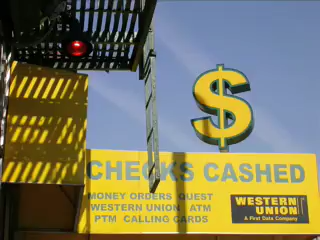 $
CHECKS CASHED
MONEY ORDERS QUEST
WESTERN UNION ATM
PTM CALLING CARDS
WESTERN
UNION
A First Data Company